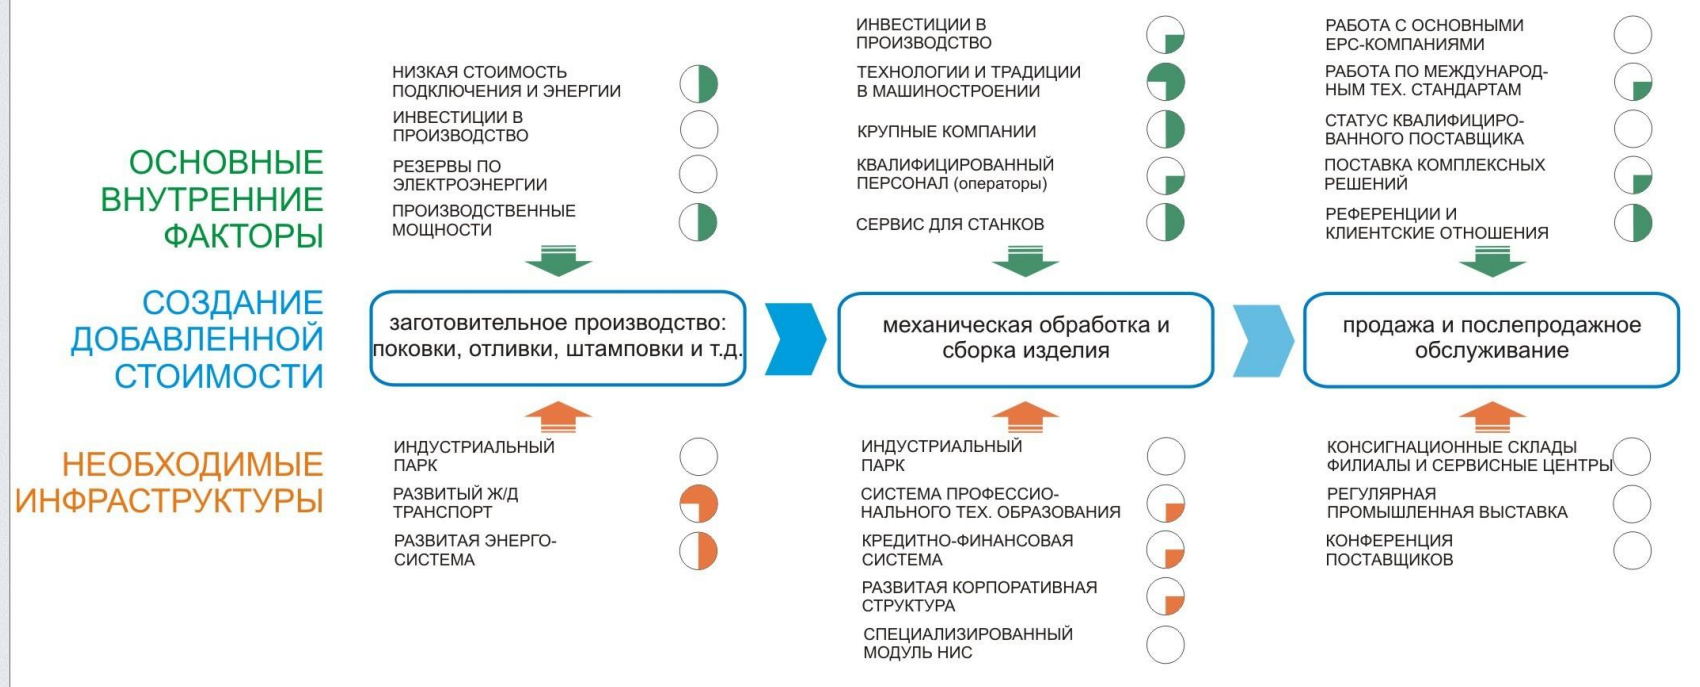 ОСНОВНЫЕ
ВНУТРЕННИЕ
ФАКТОРЫ
НИЗКАЯ СТОИМОСТЬ
ПОДКЛЮЧЕНИЯ И ЭНЕРГИИ
ИНВЕСТИЦИИ В
ПРОИЗВОДСТВО
РЕЗЕРВЫ ПО
ЭЛЕКТРОЭНЕРГИИ
ПРОИЗВОДСТВЕННЫЕ
МОЩНОСТИ
ИНВЕСТИЦИИ В
ПРОИЗВОДСТВО
ТЕХНОЛОГИИ И ТРАДИЦИИ
В МАШИНОСТРОЕНИИ
КРУПНЫЕ КОМПАНИИ
КВАЛИФИЦИРОВАННЫЙ
ПЕРСОНАЛ (операторы)
СЕРВИС ДЛЯ СТАНКОВ
РАБОТА С ОСНОВНЫМИ
ЕРС-КОМПАНИЯМИ
РАБОТА ПО МЕЖДУНАРОД-
НЫМ ТЕХ. СТАНДАРТАМ
СТАТУС КВАЛИФИЦИРО-
ВАННОГО ПОСТАВЩИКА
ПОСТАВКА КОМПЛЕКСНЫХ
РЕШЕНИЙ
РЕФЕРЕНЦИИ И
КЛИЕНТСКИЕ ОТНОШЕНИЯ
СОЗДАНИЕ
ДОБАВЛЕННОЙ
СТОИМОСТИ
заготовительное производство:
поковки, отливки, штамповки и т.д.
механическая обработка и
сборка изделия
продажа и послепродажное
обслуживание
НЕОБХОДИМЫЕ
ИНФРАСТРУКТУРЫ
ИНДУСТРИАЛЬНЫЙ
ПАРК
РАЗВИТЫЙ Ж/Д
ТРАНСПОРТ
РАЗВИТАЯ ЭНЕРГО-
СИСТЕМА
ИНДУСТРИАЛЬНЫЙ
ПАРК
СИСТЕМА ПРОФЕССИО-
НАЛЬНОГО ТЕХ. ОБРАЗОВАНИЯ
КРЕДИТНО-ФИНАНСОВАЯ
СИСТЕМА
РАЗВИТАЯ КОРПОРАТИВНАЯ
СТРУКТУРА
СПЕЦИАЛИЗИРОВАННЫЙ
МОДУЛЬ НИС
КОНСИГНАЦИОННЫЕ СКЛАДЫ
ФИЛИАЛЫ И СЕРВИСНЫЕ ЦЕНТРЫ
РЕГУЛЯРНАЯ
ПРОМЫШЛЕННАЯ ВЫСТАВКА
КОНФЕРЕНЦИЯ
ПОСТАВЩИКОВ